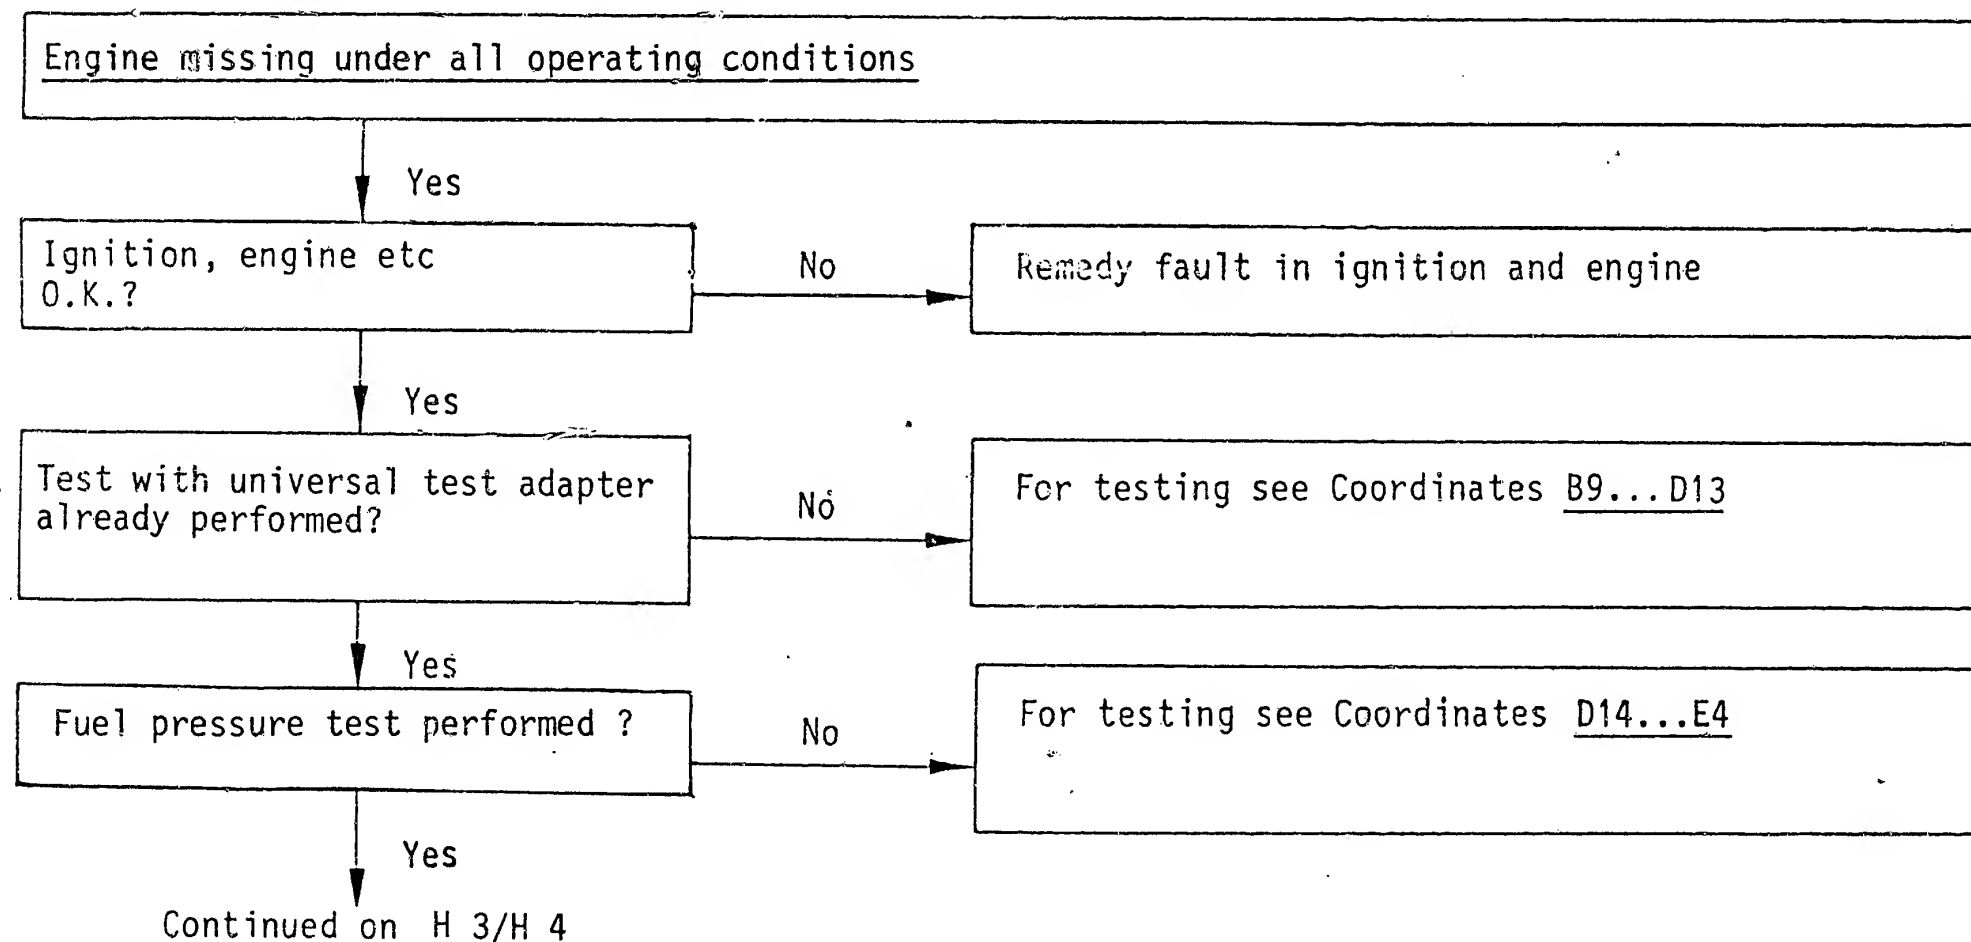 Engine missing under all operating conditions
Yes
Ignition, engine etc
O.K.?
No
Remedy fault in ignition and engine
Yes
Test with universal test adapter
already performed?
No
For testing see Coordinates B9...D13
Yes
Fuel pressure test performed ?
No
For testing see Coordinates D14...E4
Yes
Continued on H 3/H 4